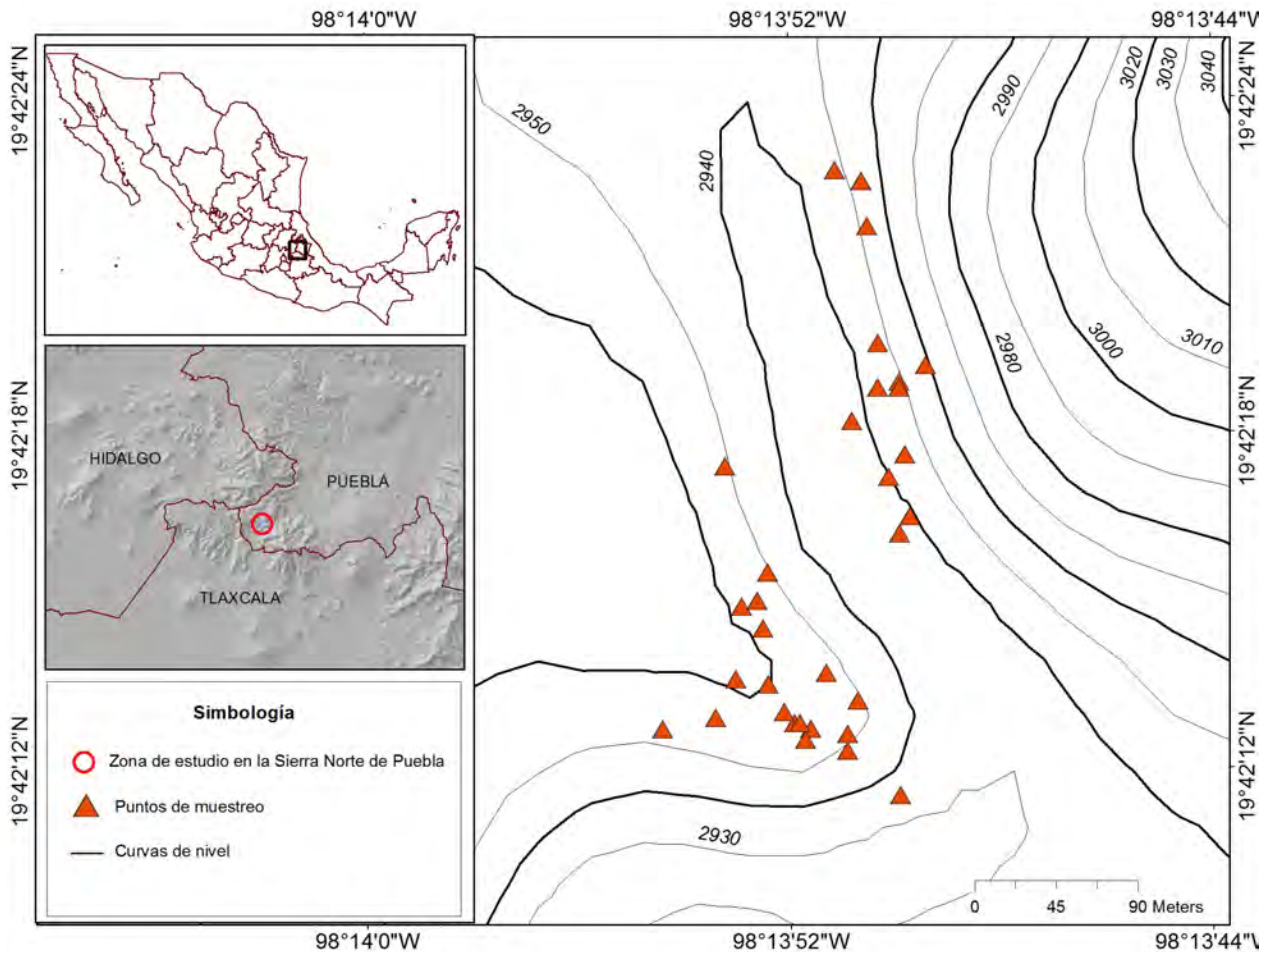 98°14'0"W
98°13'52"W
98°13'44"W
19°42'24"N
19°42'24"N
2950
2940
2990
3020
3030
3040
2980
3000
3010
19°42'18"N
19°42'18"N
HIDALGO
PUEBLA
TLAXCALA
Simbología
Zona de estudio en la Sierra Norte de Puebla
Puntos de muestreo
Curvas de nivel
19°42'12"N
19°42'12"N
2930
0 45 90 Meters
98°14'0"W
98°13'52"W
98°13'44"W